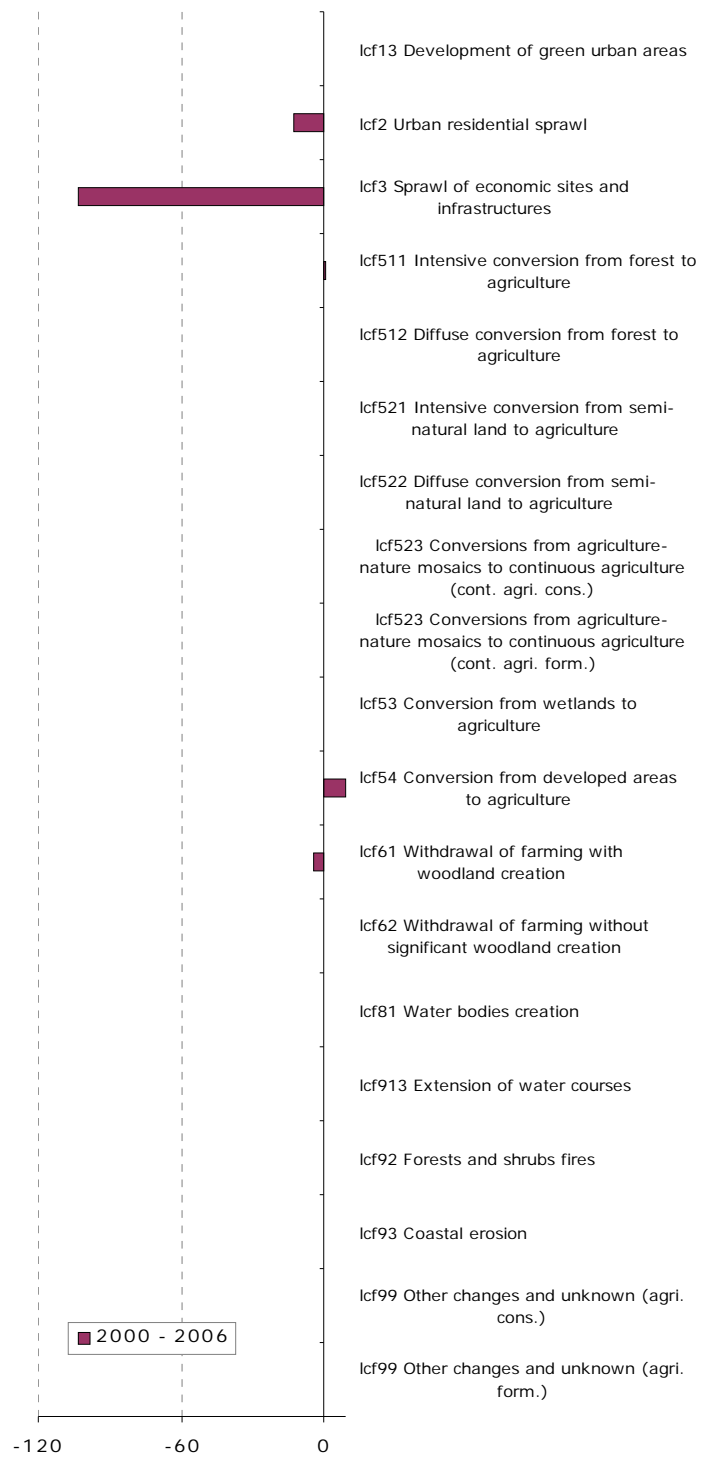 lcf13 Development of green urban areas
lcf2 Urban residential sprawl
lcf3 Sprawl of economic sites and
infrastructures
lcf511 Intensive conversion from forest to
agriculture
lcf512 Diffuse conversion from forest to
agriculture
lcf521 Intensive conversion from semi-
natural land to agriculture
lcf522 Diffuse conversion from semi-
natural land to agriculture
lcf523 Conversions from agriculture-
nature mosaics to continuous agriculture
(cont. agri. cons.)
lcf523 Conversions from agriculture-
nature mosaics to continuous agriculture
(cont. agri. form.)
lcf53 Conversion from wetlands to
agriculture
lcf54 Conversion from developed areas
to agriculture
lcf61 Withdrawal of farming with
woodland creation
lcf62 Withdrawal of farming without
significant woodland creation
lcf81 Water bodies creation
lcf913 Extension of water courses
lcf92 Forests and shrubs fires
lcf93 Coastal erosion
lcf99 Other changes and unknown (agri.
cons.)
lcf99 Other changes and unknown (agri.
form.)
2000 - 2006
-120 -60 0